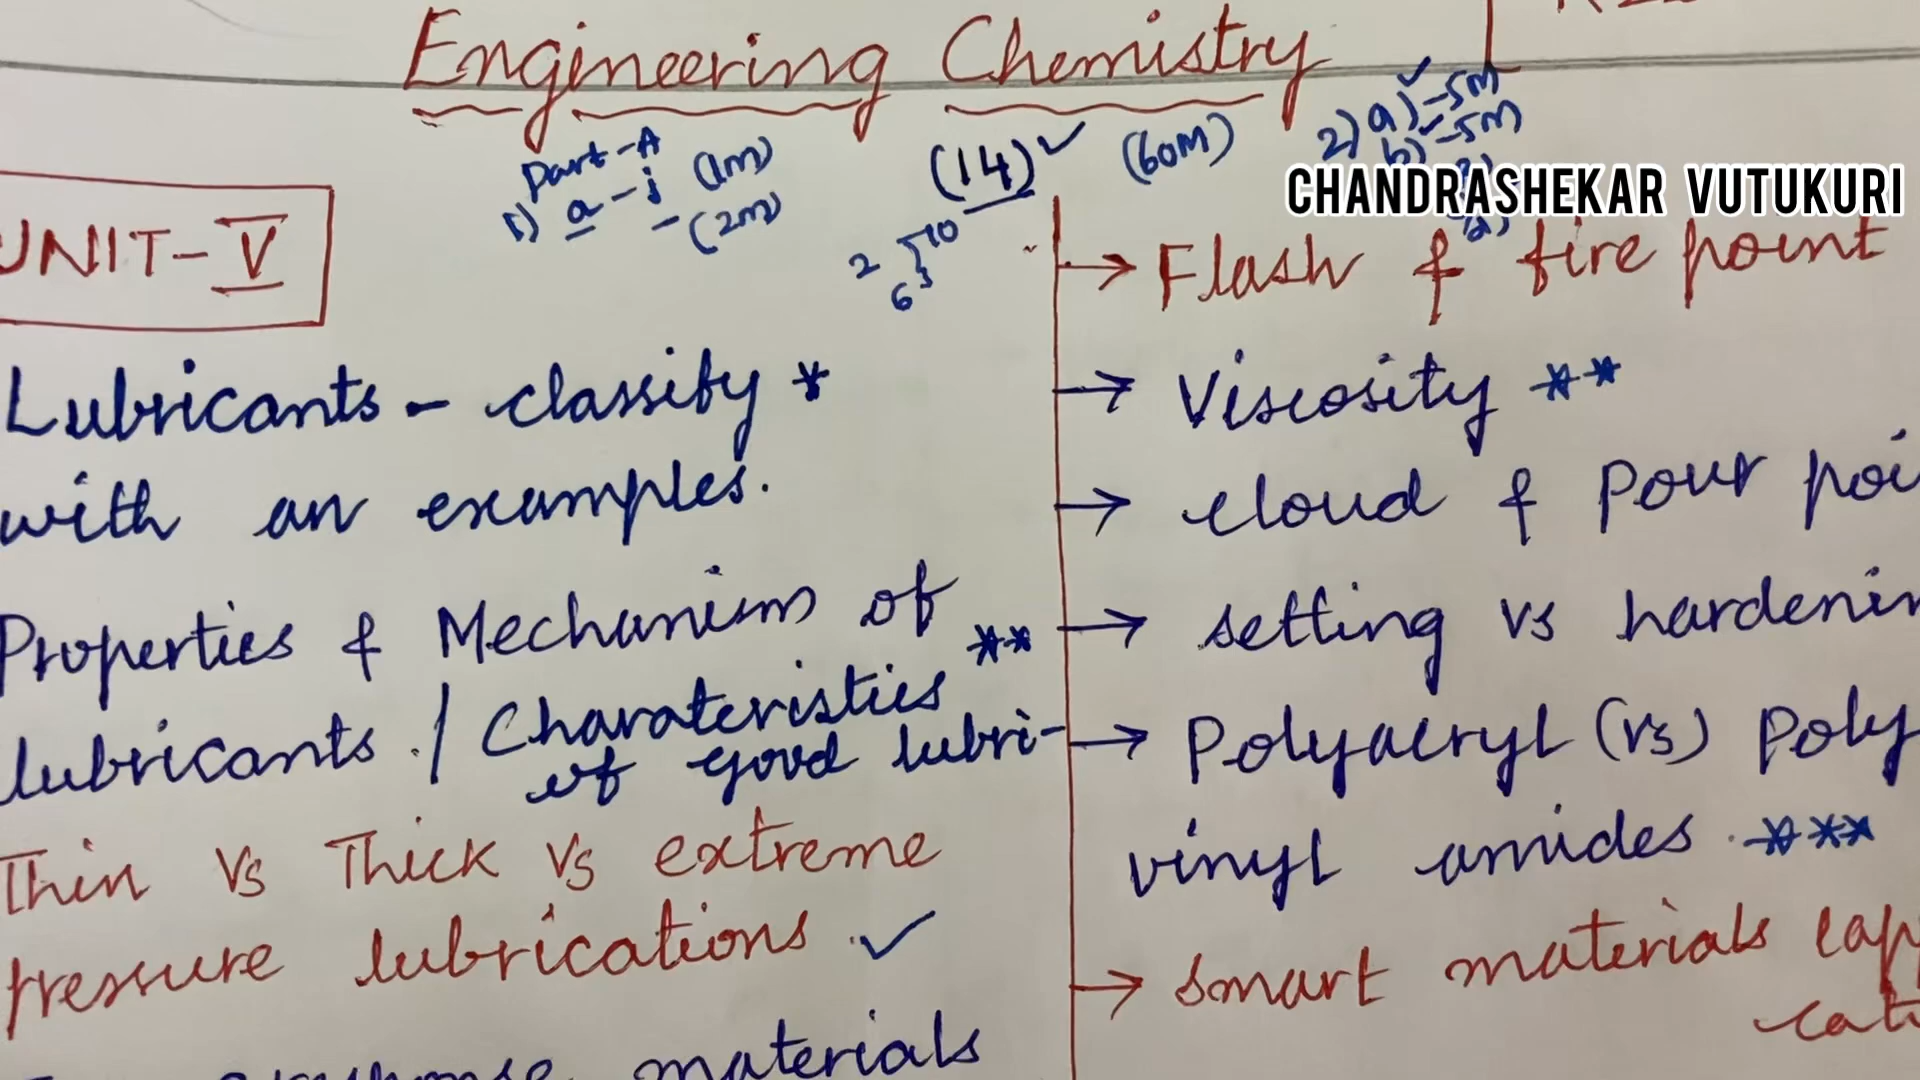 Engineering Chemistry
Part-A
1) a - j (1M)
- (2M)
(14) ✓ (60M)
2) a) - 5M
b) - 5M
CHANDRASHEKAR VUTUKURI
2
10
6
UNIT-V
Lubricants - classify *
with an examples.
Properties & Mechanism of
lubricants. / Charateristics **
of good lubri-
Thin vs Thick vs extreme
pressure lubrications. ✓
materials
→ Flash & fire point
→ Viscosity **
→ cloud & Pour poi
→ setting vs hardenin
→ Polyacryl (vs) Poly
vinyl amides. ***
→ smart materials (app
cati